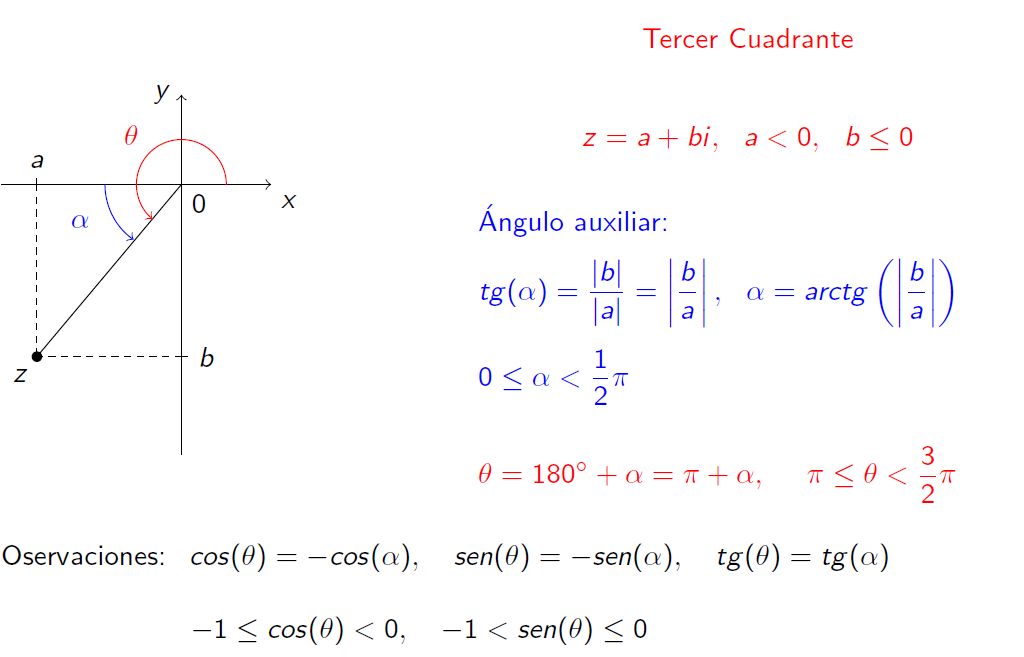 Tercer Cuadrante
y
θ
z = a + bi, a < 0, b ≤ 0
a
0
x
α
Ángulo auxiliar:
tg(α) = |b|/|a| = |b/a|, α = arctg(|b/a|)
b
z
0 ≤ α < 1/2 π
θ = 180° + α = π + α, π ≤ θ < 3/2 π
Oservaciones: cos(θ) = −cos(α), sen(θ) = −sen(α), tg(θ) = tg(α)
−1 ≤ cos(θ) < 0, −1 < sen(θ) ≤ 0